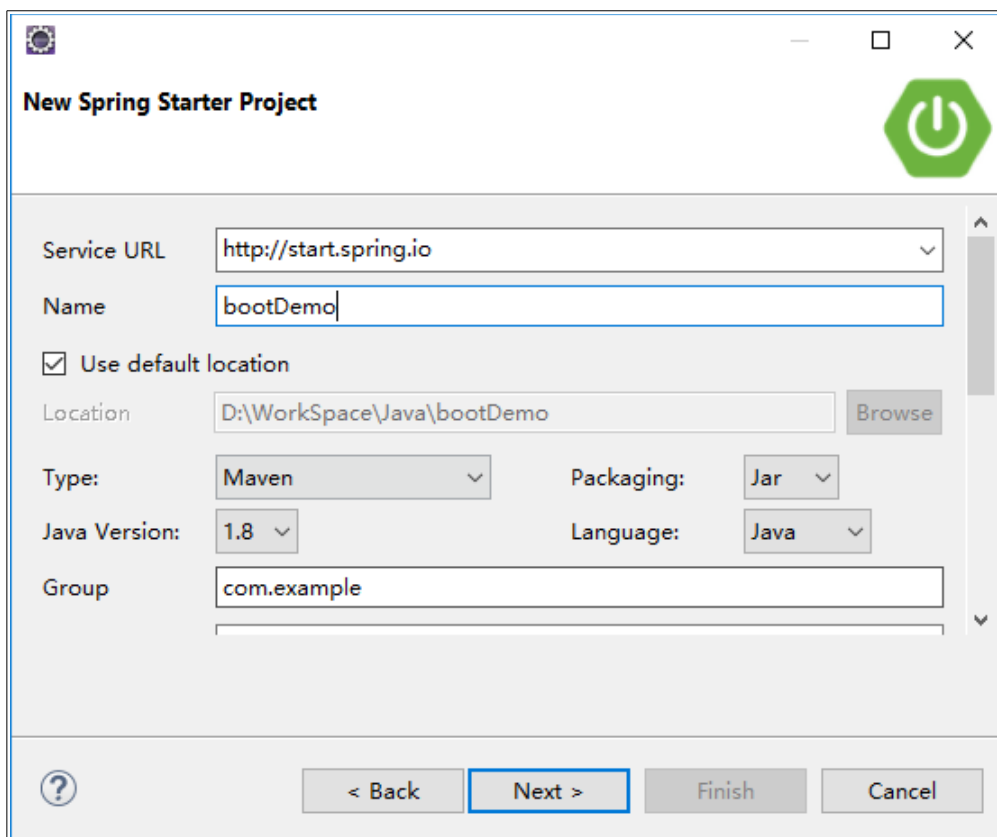 New Spring Starter Project
Service URL http://start.spring.io
Name bootDemo
Use default location
Location D:\WorkSpace\Java\bootDemo Browse
Type: Maven Packaging: Jar
Java Version: 1.8 Language: Java
Group com.example
? < Back Next > Finish Cancel